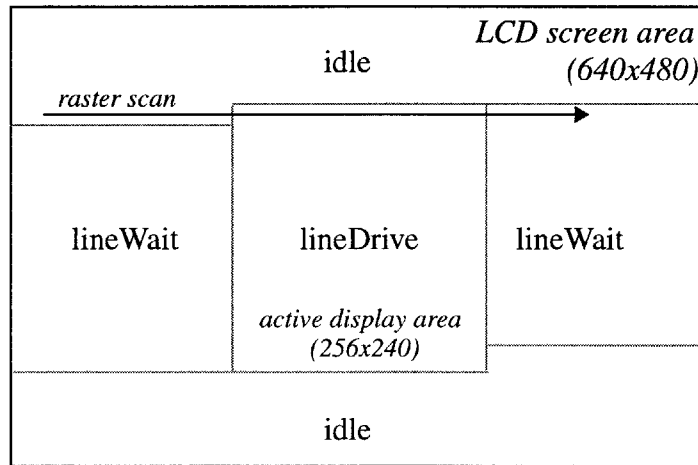 LCD screen area
(640x480)
idle
raster scan
lineWait
lineDrive
lineWait
active display area
(256x240)
idle